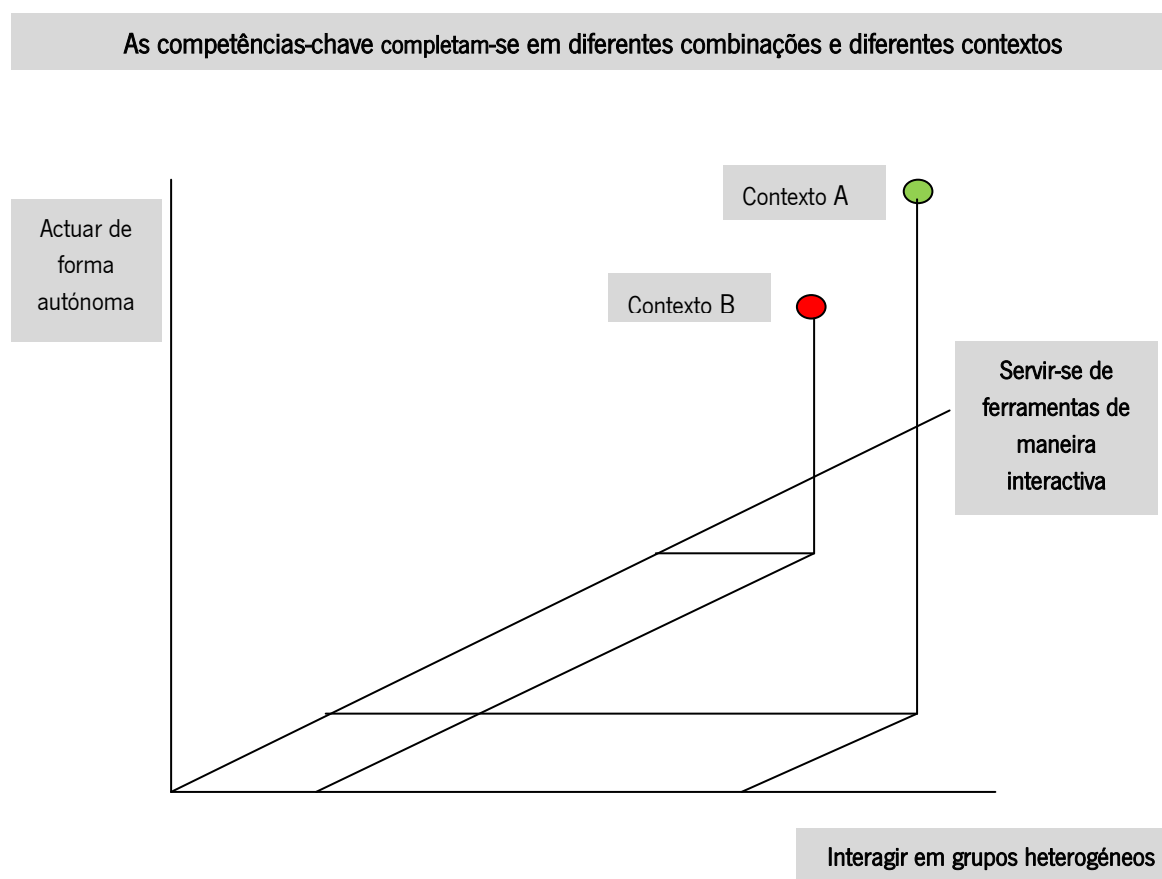 As competências-chave completam-se em diferentes combinações e diferentes contextos
Contexto A
Actuar de
forma
autónoma
Contexto B
Servir-se de
ferramentas de
maneira
interactiva
Interagir em grupos heterogéneos